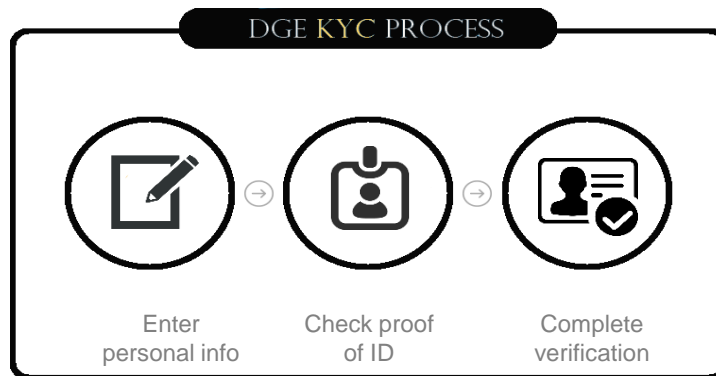 DGE KYC PROCESS
Enter
personal info
Check proof
of ID
Complete
verification